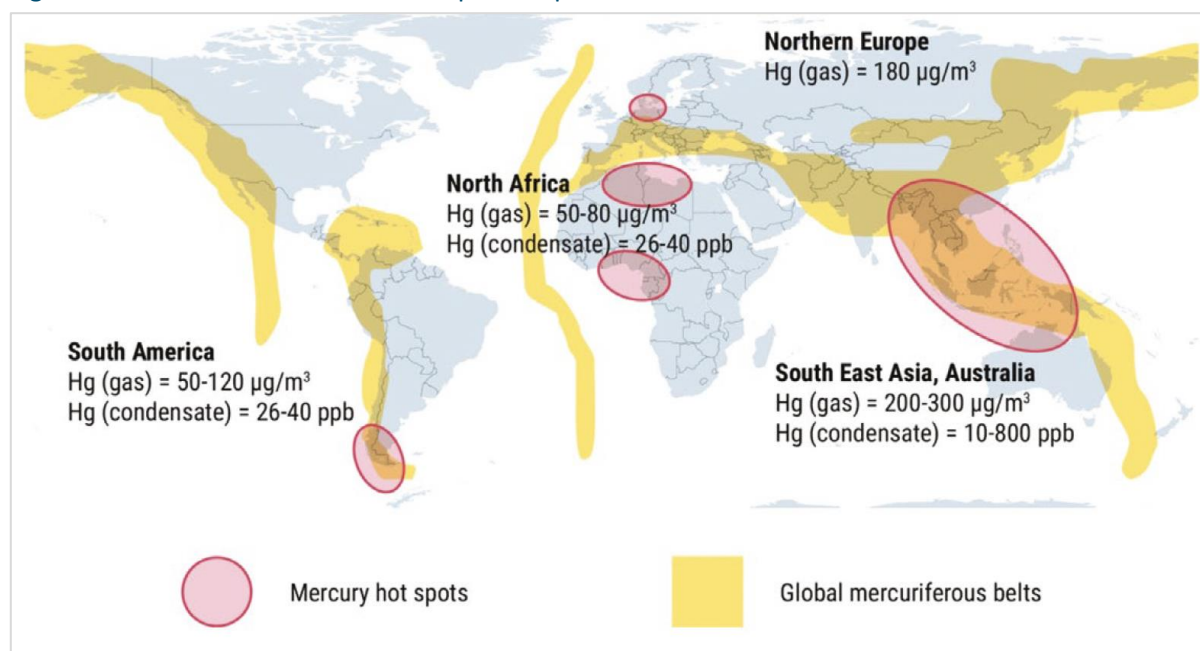 Northern Europe
Hg (gas) = 180 µg/m³
North Africa
Hg (gas) = 50-80 µg/m³
Hg (condensate) = 26-40 ppb
South America
Hg (gas) = 50-120 µg/m³
Hg (condensate) = 26-40 ppb
South East Asia, Australia
Hg (gas) = 200-300 µg/m³
Hg (condensate) = 10-800 ppb
Mercury hot spots
Global mercuriferous belts